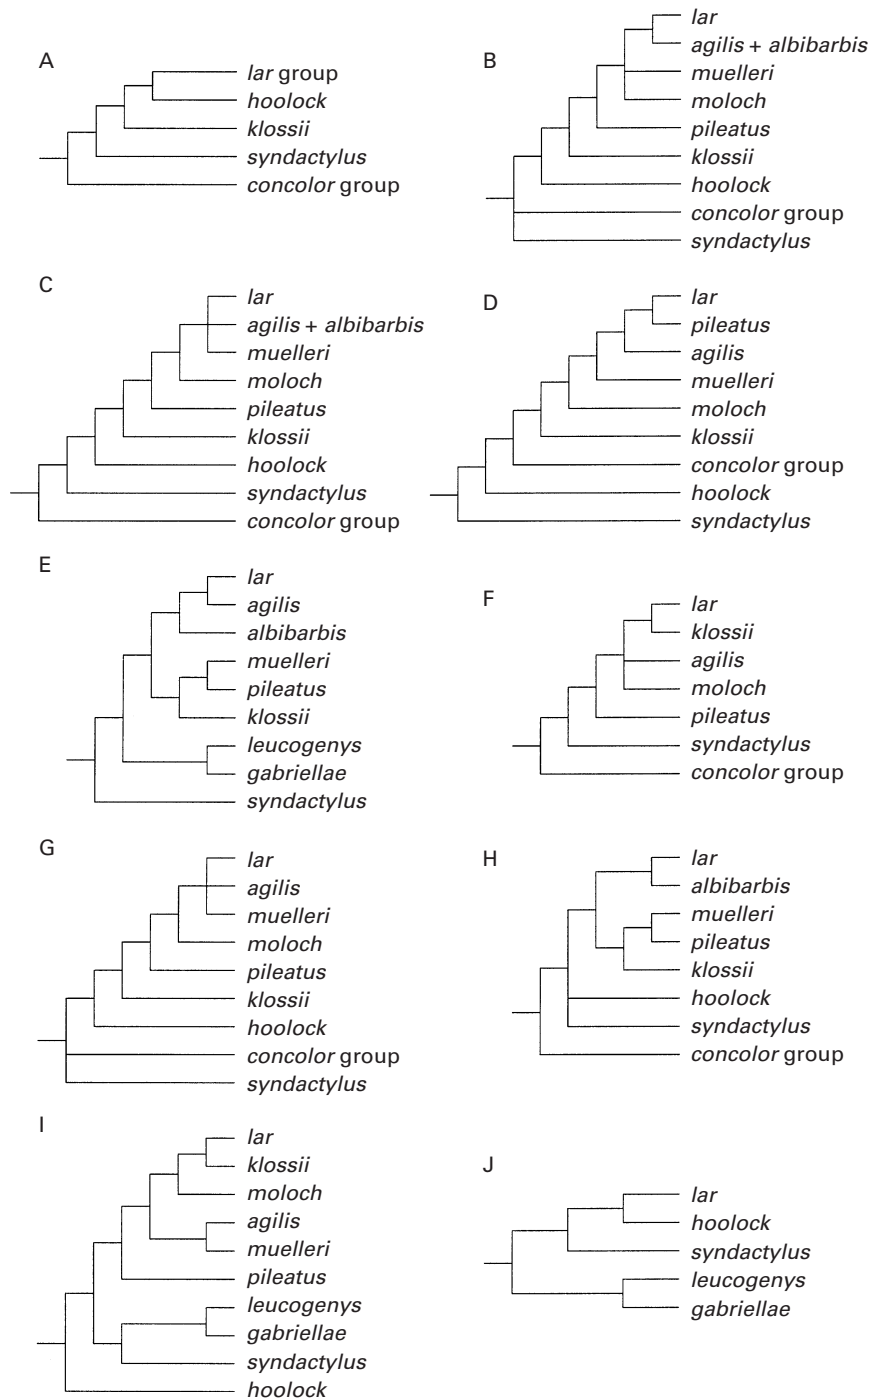 A
lar group
hoolock
klossii
syndactylus
concolor group
B
lar
agilis + albibarbis
muelleri
moloch
pileatus
klossii
hoolock
concolor group
syndactylus
C
lar
agilis + albibarbis
muelleri
moloch
pileatus
klossii
hoolock
syndactylus
concolor group
D
lar
pileatus
agilis
muelleri
moloch
klossii
concolor group
hoolock
syndactylus
E
lar
agilis
albibarbis
muelleri
pileatus
klossii
leucogenys
gabriellae
syndactylus
F
lar
klossii
agilis
moloch
pileatus
syndactylus
concolor group
G
lar
agilis
muelleri
moloch
pileatus
klossii
hoolock
concolor group
syndactylus
H
lar
albibarbis
muelleri
pileatus
klossii
hoolock
syndactylus
concolor group
I
lar
klossii
moloch
agilis
muelleri
pileatus
leucogenys
gabriellae
syndactylus
hoolock
J
lar
hoolock
syndactylus
leucogenys
gabriellae